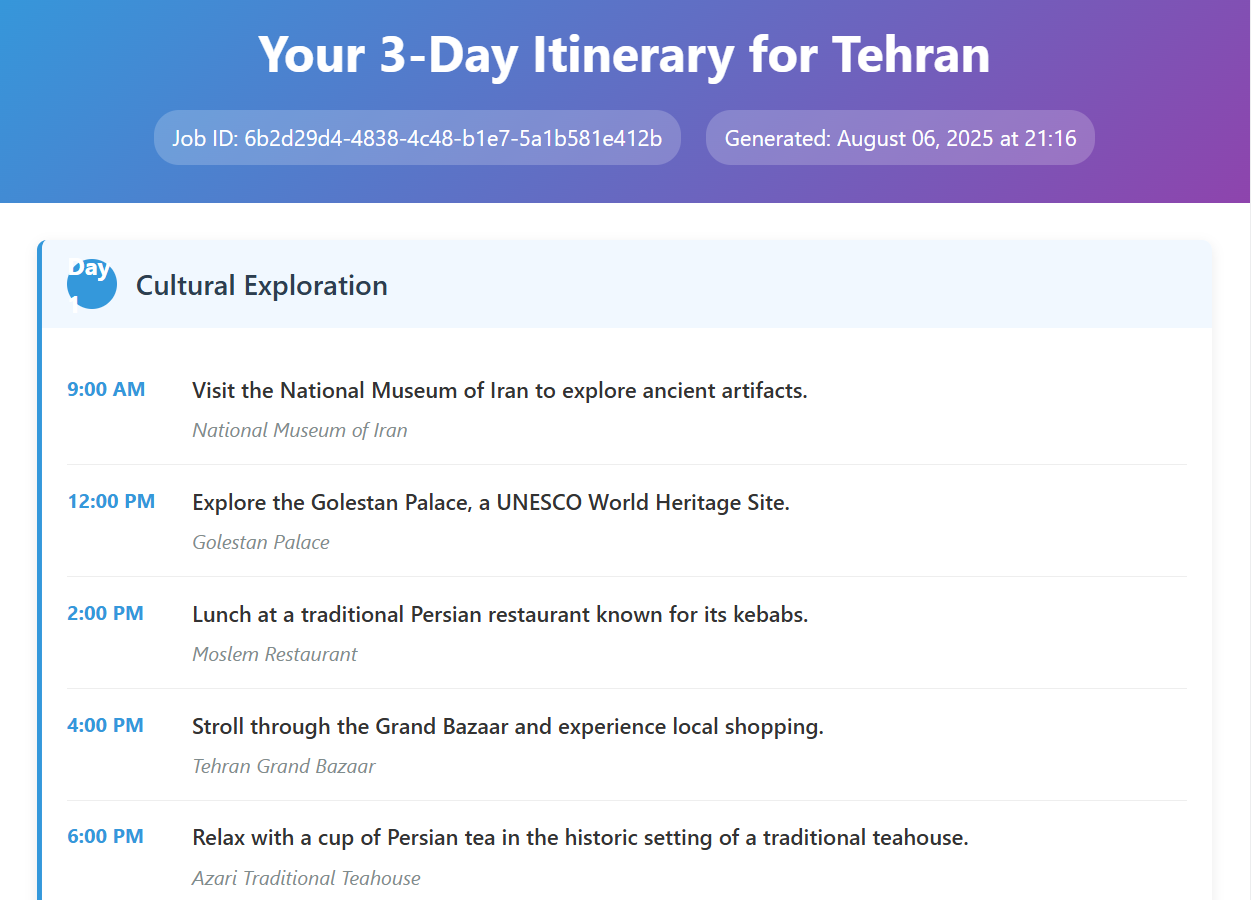 Your 3-Day Itinerary for Tehran
Job ID: 6b2d29d4-4838-4c48-b1e7-5a1b581e412b
Generated: August 06, 2025 at 21:16
Day
1
Cultural Exploration
9:00 AM
Visit the National Museum of Iran to explore ancient artifacts.
National Museum of Iran
12:00 PM
Explore the Golestan Palace, a UNESCO World Heritage Site.
Golestan Palace
2:00 PM
Lunch at a traditional Persian restaurant known for its kebabs.
Moslem Restaurant
4:00 PM
Stroll through the Grand Bazaar and experience local shopping.
Tehran Grand Bazaar
6:00 PM
Relax with a cup of Persian tea in the historic setting of a traditional teahouse.
Azari Traditional Teahouse